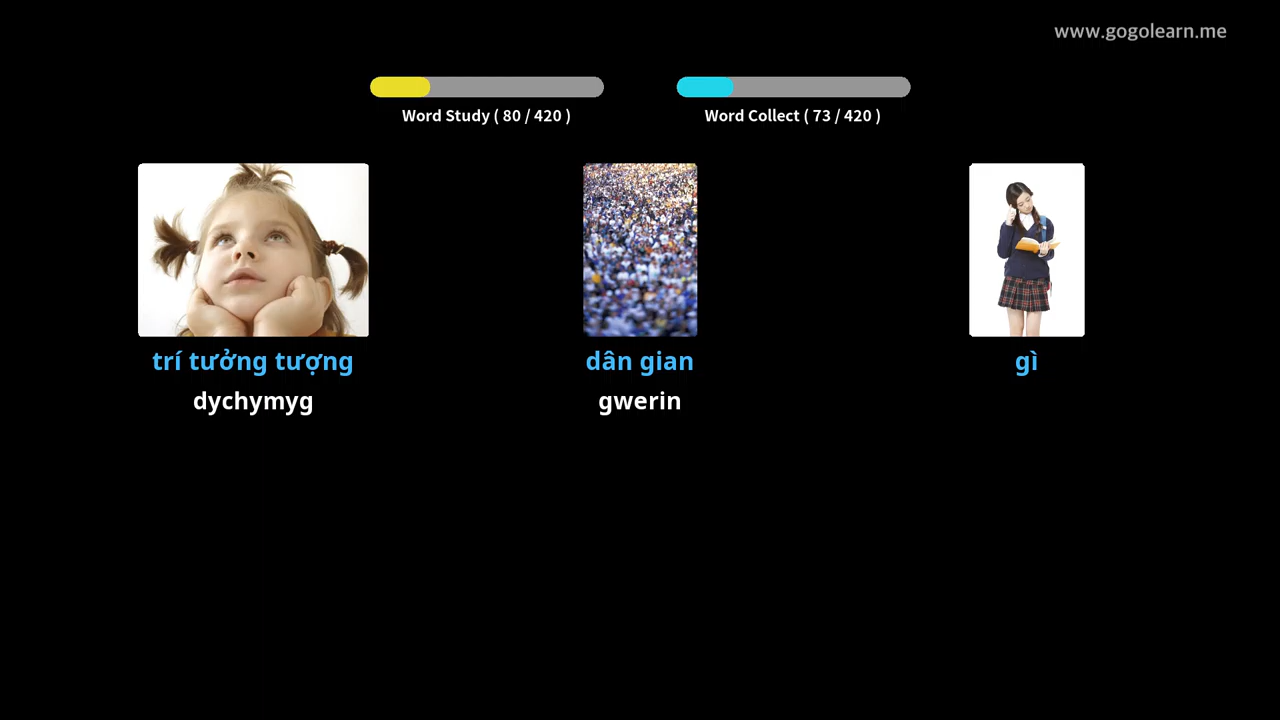 www.gogolearn.me
Word Study ( 80 / 420 )
Word Collect ( 73 / 420 )
trí tưởng tượng
dân gian
gì
dychymyg
gwerin